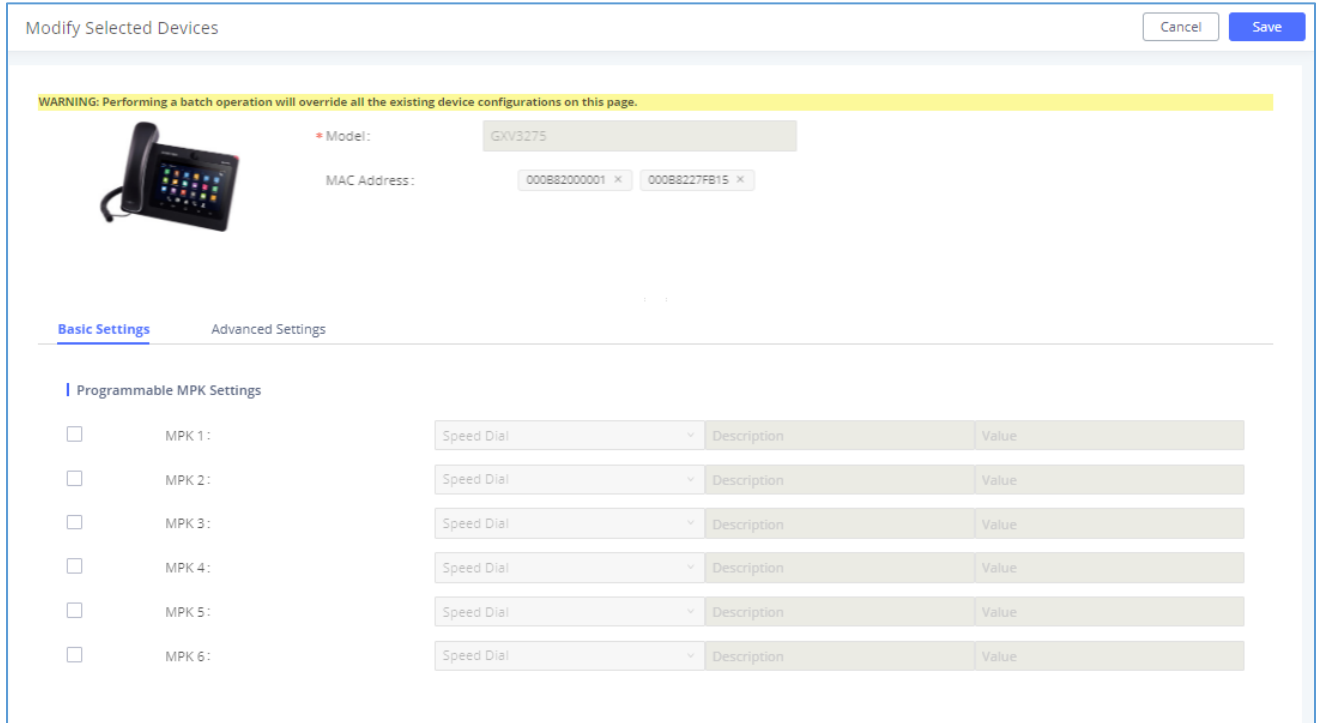 Modify Selected Devices Cancel Save
WARNING: Performing a batch operation will override all the existing device configurations on this page.
* Model: GXV3275
MAC Address: 000B82000001 × 000B8227FB15 ×
Basic Settings Advanced Settings
Programmable MPK Settings
MPK 1: Speed Dial Description Value
MPK 2: Speed Dial Description Value
MPK 3: Speed Dial Description Value
MPK 4: Speed Dial Description Value
MPK 5: Speed Dial Description Value
MPK 6: Speed Dial Description Value